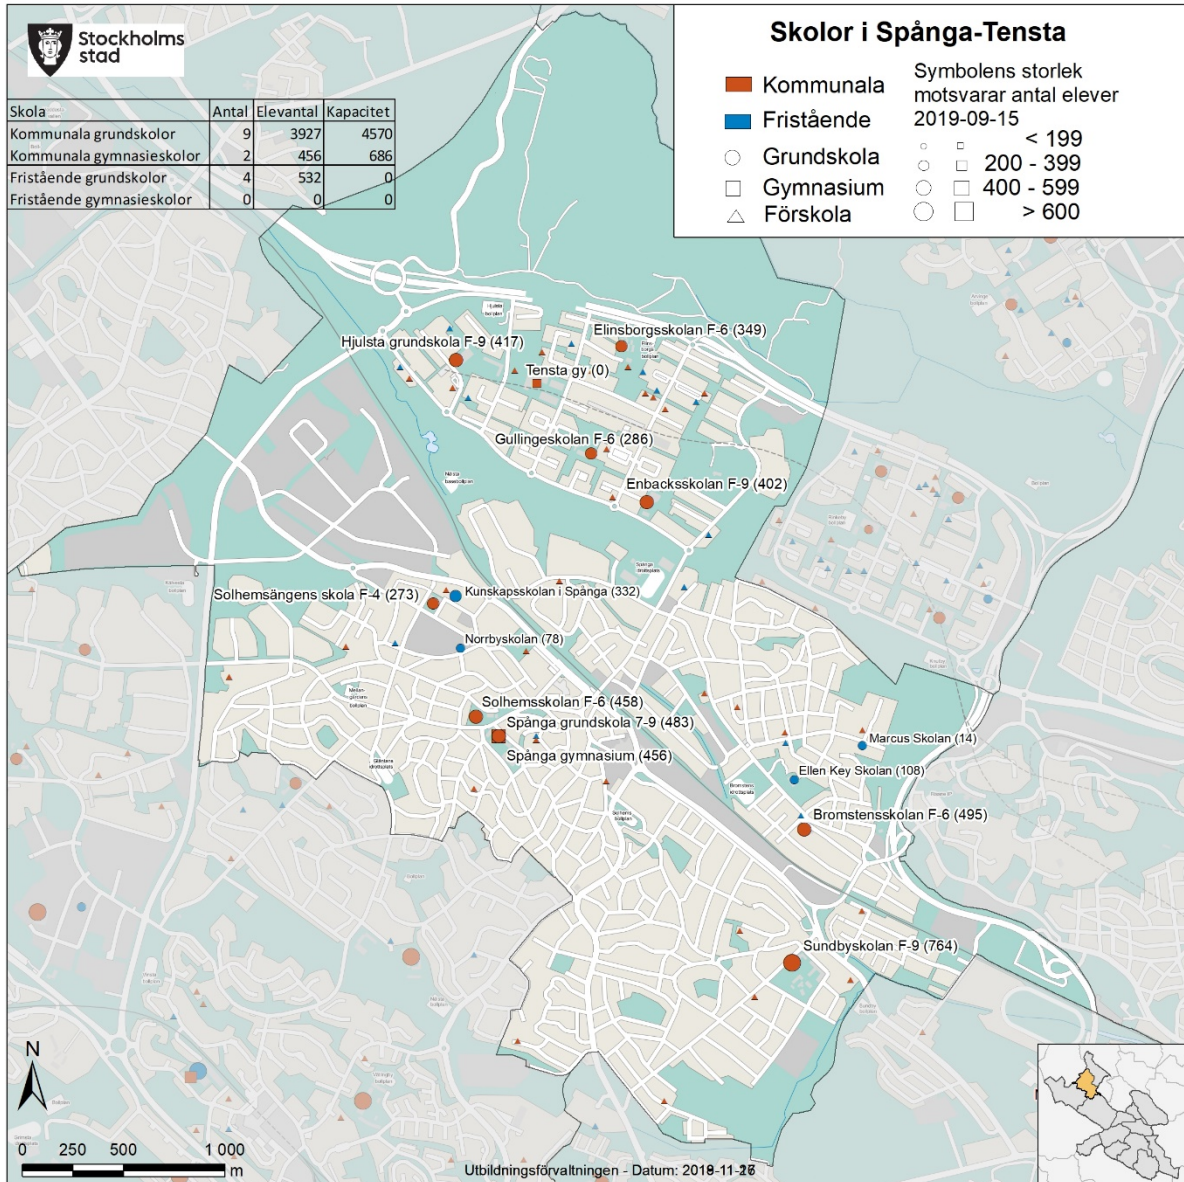 Stockholms
stad
Skolor i Spånga-Tensta
Kommunala
Fristående
Grundskola
Gymnasium
Förskola
Symbolens storlek
motsvarar antal elever
2019-09-15
< 199
200 - 399
400 - 599
> 600
Skola Antal Elevantal Kapacitet
Kommunala grundskolor 9 3927 4570
Kommunala gymnasieskolor 2 456 686
Fristående grundskolor 4 532 0
Fristående gymnasieskolor 0 0 0
Elinsborgsskolan F-6 (349)
Hjulsta grundskola F-9 (417)
Tensta gy (0)
Gullingeskolan F-6 (286)
Enbacksskolan F-9 (402)
Solhemsängens skola F-4 (273)
Kunskapsskolan i Spånga (332)
Norrbyskolan (78)
Solhemsskolan F-6 (458)
Spånga grundskola 7-9 (483)
Spånga gymnasium (456)
Marcus Skolan (14)
Ellen Key Skolan (108)
Bromstensskolan F-6 (495)
Sundbyskolan F-9 (764)
N
0 250 500 1 000
m
Utbildningsförvaltningen - Datum: